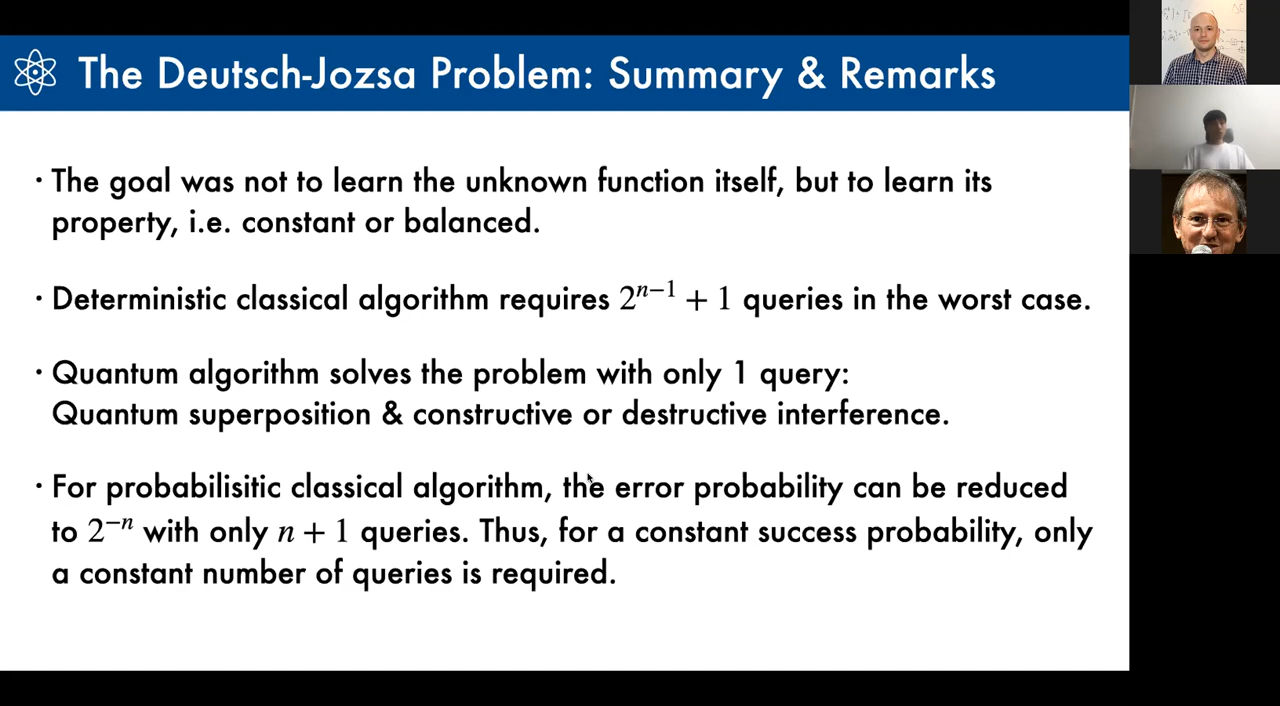 The Deutsch-Jozsa Problem: Summary & Remarks
· The goal was not to learn the unknown function itself, but to learn its
property, i.e. constant or balanced.
· Deterministic classical algorithm requires 2^{n−1} + 1 queries in the worst case.
· Quantum algorithm solves the problem with only 1 query:
Quantum superposition & constructive or destructive interference.
· For probabilisitic classical algorithm, the error probability can be reduced
to 2^{−n} with only n + 1 queries. Thus, for a constant success probability, only
a constant number of queries is required.